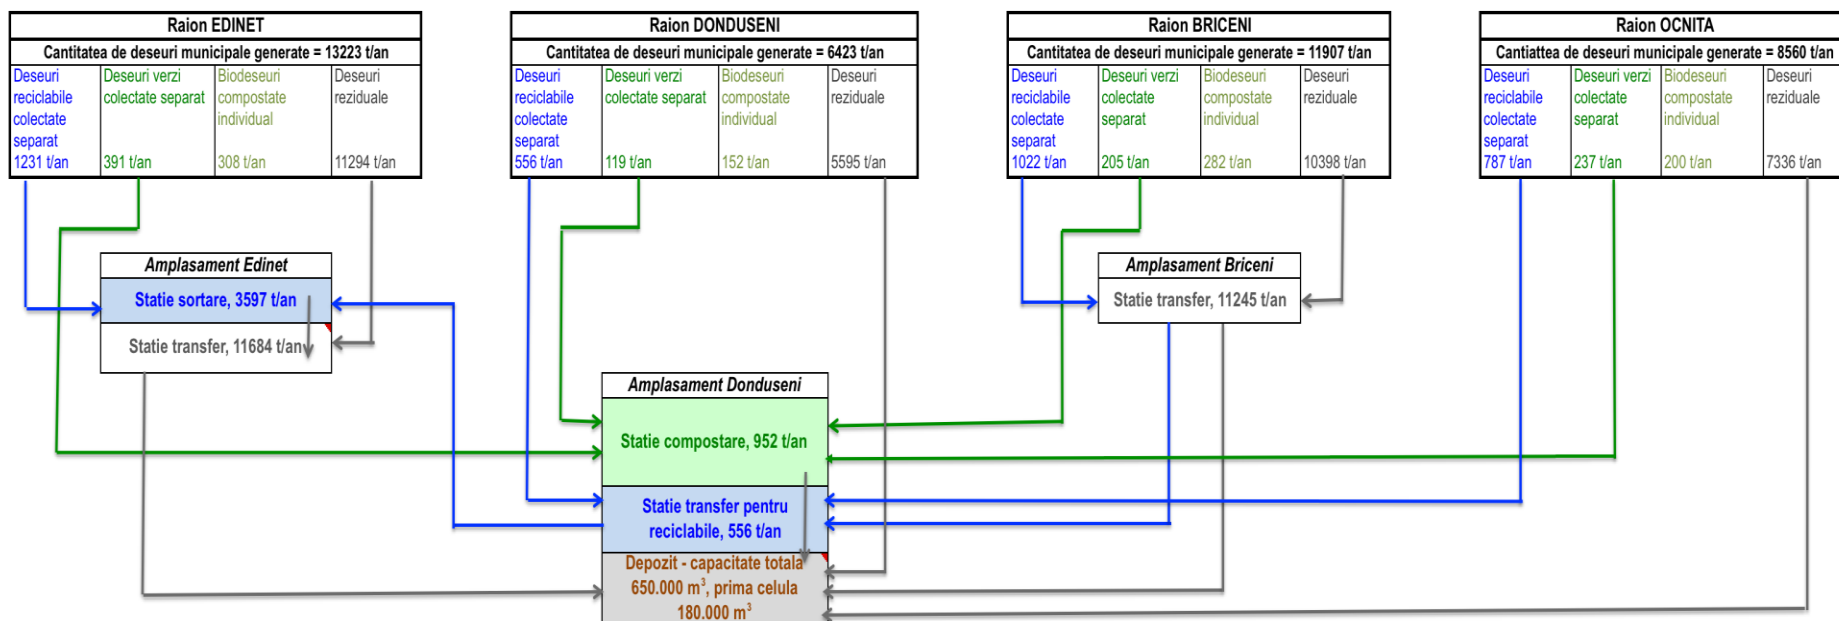 Raion EDINET
Cantitatea de deseuri municipale generate = 13223 t/an
Deseuri
reciclabile
colectate
separat
1231 t/an
Deseuri verzi
colectate separat
391 t/an
Biodeseuri
compostate
individual
308 t/an
Deseuri
reziduale
11294 t/an
Raion DONDUSENI
Cantitatea de deseuri municipale generate = 6423 t/an
Deseuri
reciclabile
colectate
separat
556 t/an
Deseuri verzi
colectate separat
119 t/an
Biodeseuri
compostate
individual
152 t/an
Deseuri
reziduale
5595 t/an
Raion BRICENI
Cantitatea de deseuri municipale generate = 11907 t/an
Deseuri
reciclabile
colectate
separat
1022 t/an
Deseuri verzi
colectate
separat
205 t/an
Biodeseuri
compostate
individual
282 t/an
Deseuri
reziduale
10398 t/an
Raion OCNITA
Cantiattea de deseuri municipale generate = 8560 t/an
Deseuri
reciclabile
colectate
separat
787 t/an
Deseuri verzi
colectate
separat
237 t/an
Biodeseuri
compostate
individual
200 t/an
Deseuri
reziduale
7336 t/an
Amplasament Edinet
Statie sortare, 3597 t/an
Statie transfer, 11684 t/an
Amplasament Briceni
Statie transfer, 11245 t/an
Amplasament Donduseni
Statie compostare, 952 t/an
Statie transfer pentru
reciclabile, 556 t/an
Depozit - capacitate totala
650.000 m³, prima celula
180.000 m³